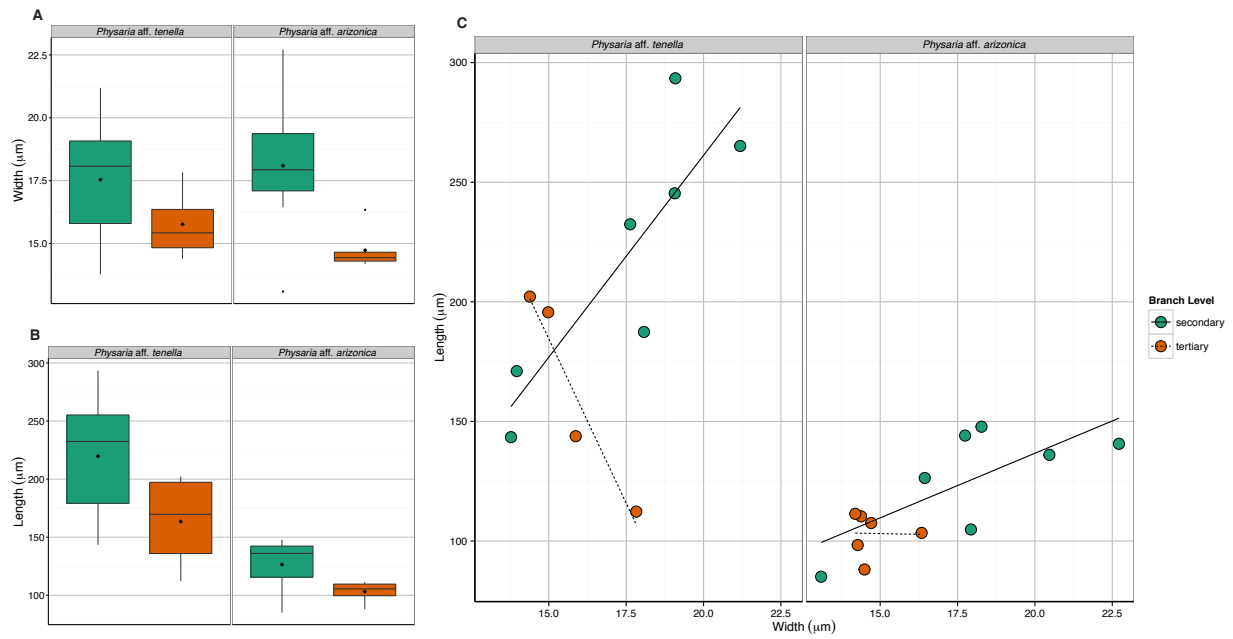 A
Physaria aff. tenella
Physaria aff. arizonica
22.5
20.0
17.5
15.0
Width (μm)
B
Physaria aff. tenella
Physaria aff. arizonica
300
250
200
150
100
Length (μm)
C
Physaria aff. tenella
Physaria aff. arizonica
300
250
200
150
100
Length (μm)
15.0 17.5 20.0 22.5 15.0 17.5 20.0 22.5
Width (μm)
Branch Level
secondary
tertiary